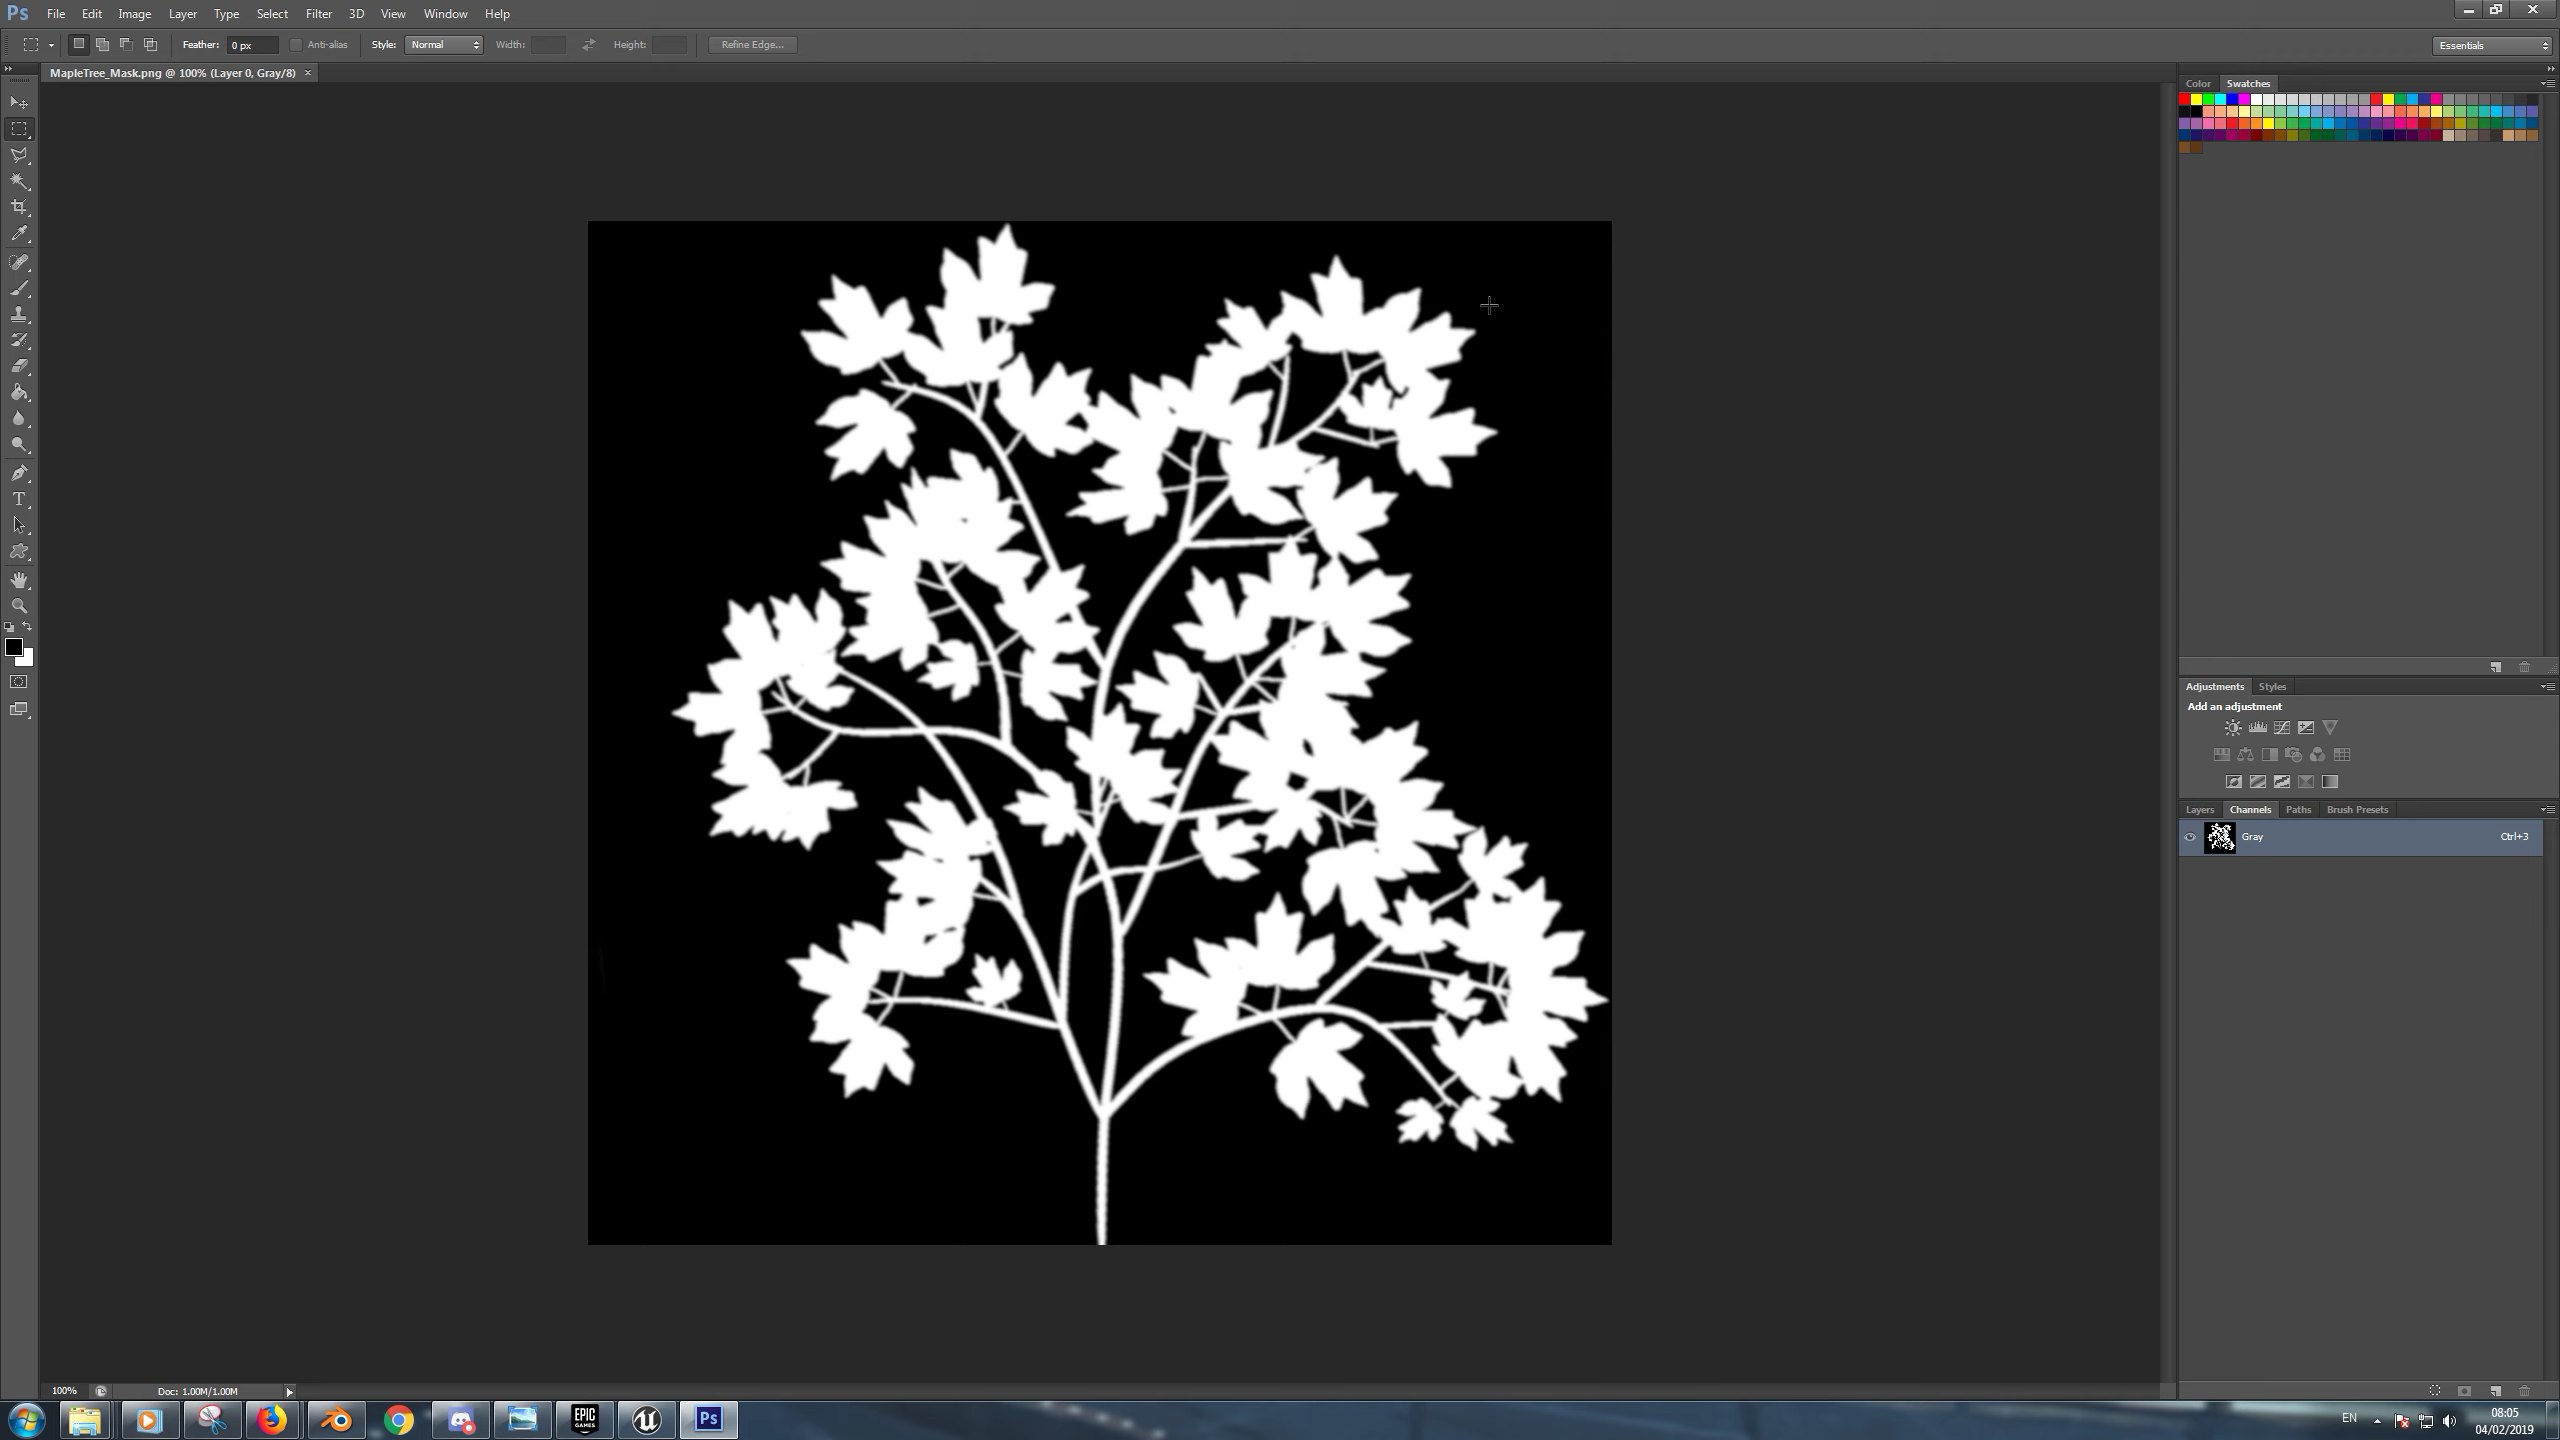 Ps File Edit Image Layer Type Select Filter 3D View Window Help
Feather: 0 px Anti-alias Style: Normal Width: Height: Refine Edge... Essentials
MapleTree_Mask.png @ 100% (Layer 0, Gray/8) ×
Color Swatches
T
Adjustments Styles
Add an adjustment
Layers Channels Paths Brush Presets
Gray Ctrl+3
100% Doc: 1.00M/1.00M
EPIC GAMES Ps EN 08:05
04/02/2019